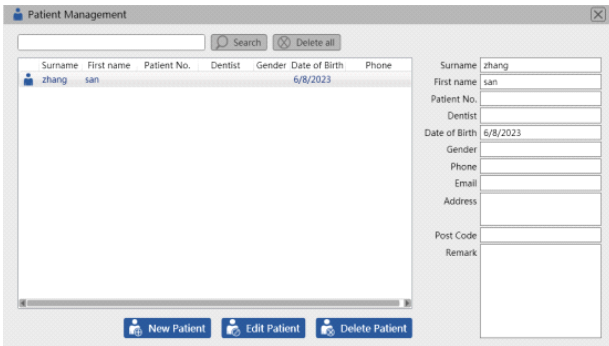 Patient Management
Search Delete all
Surname First name Patient No. Dentist Gender Date of Birth Phone
zhang san 6/8/2023
Surname zhang
First name san
Patient No.
Dentist
Date of Birth 6/8/2023
Gender
Phone
Email
Address
Post Code
Remark
New Patient Edit Patient Delete Patient